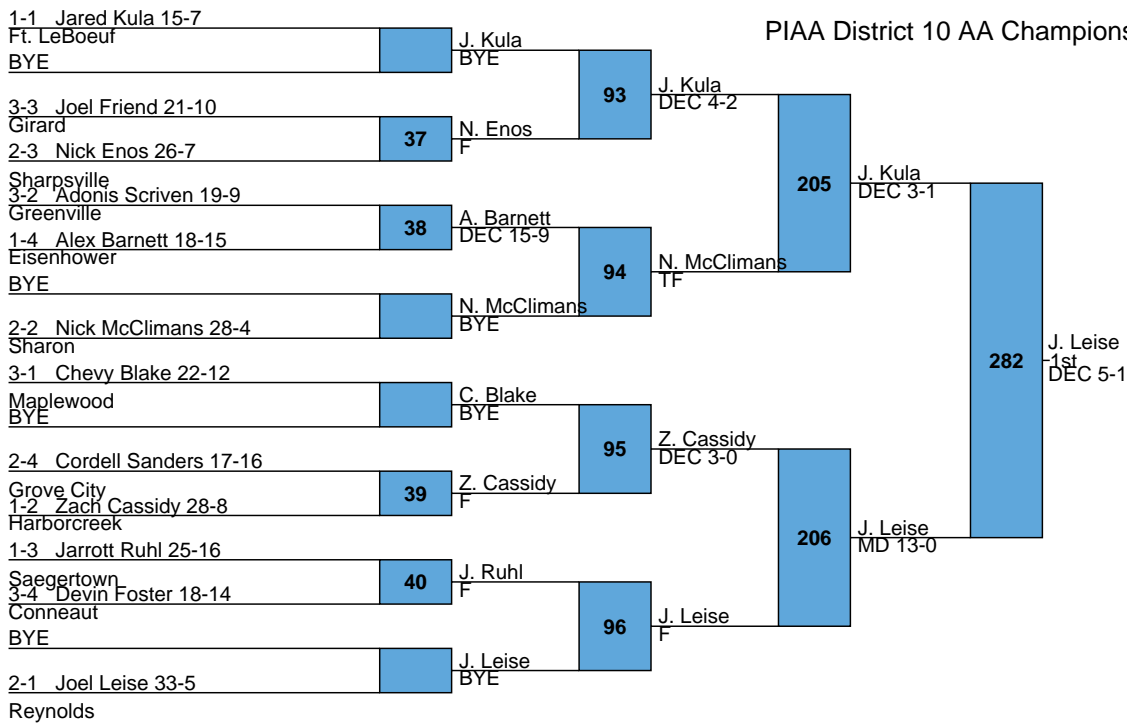 PIAA District 10 AA Champions
1-1 Jared Kula 15-7
Ft. LeBoeuf
BYE
3-3 Joel Friend 21-10
Girard
2-3 Nick Enos 26-7
Sharpsville
3-2 Adonis Scriven 19-9
Greenville
1-4 Alex Barnett 18-15
Eisenhower
BYE
2-2 Nick McClimans 28-4
Sharon
3-1 Chevy Blake 22-12
Maplewood
BYE
2-4 Cordell Sanders 17-16
Grove City
1-2 Zach Cassidy 28-8
Harborcreek
1-3 Jarrott Ruhl 25-16
Saegertown
3-4 Devin Foster 18-14
Conneaut
BYE
2-1 Joel Leise 33-5
Reynolds
37
38
39
40
J. Kula
BYE
N. Enos
F
A. Barnett
DEC 15-9
N. McClimans
BYE
C. Blake
BYE
Z. Cassidy
F
J. Ruhl
F
J. Leise
BYE
93
94
95
96
J. Kula
DEC 4-2
N. McClimans
TF
Z. Cassidy
DEC 3-0
J. Leise
F
205
206
J. Kula
DEC 3-1
J. Leise
MD 13-0
282
J. Leise
1st
DEC 5-1